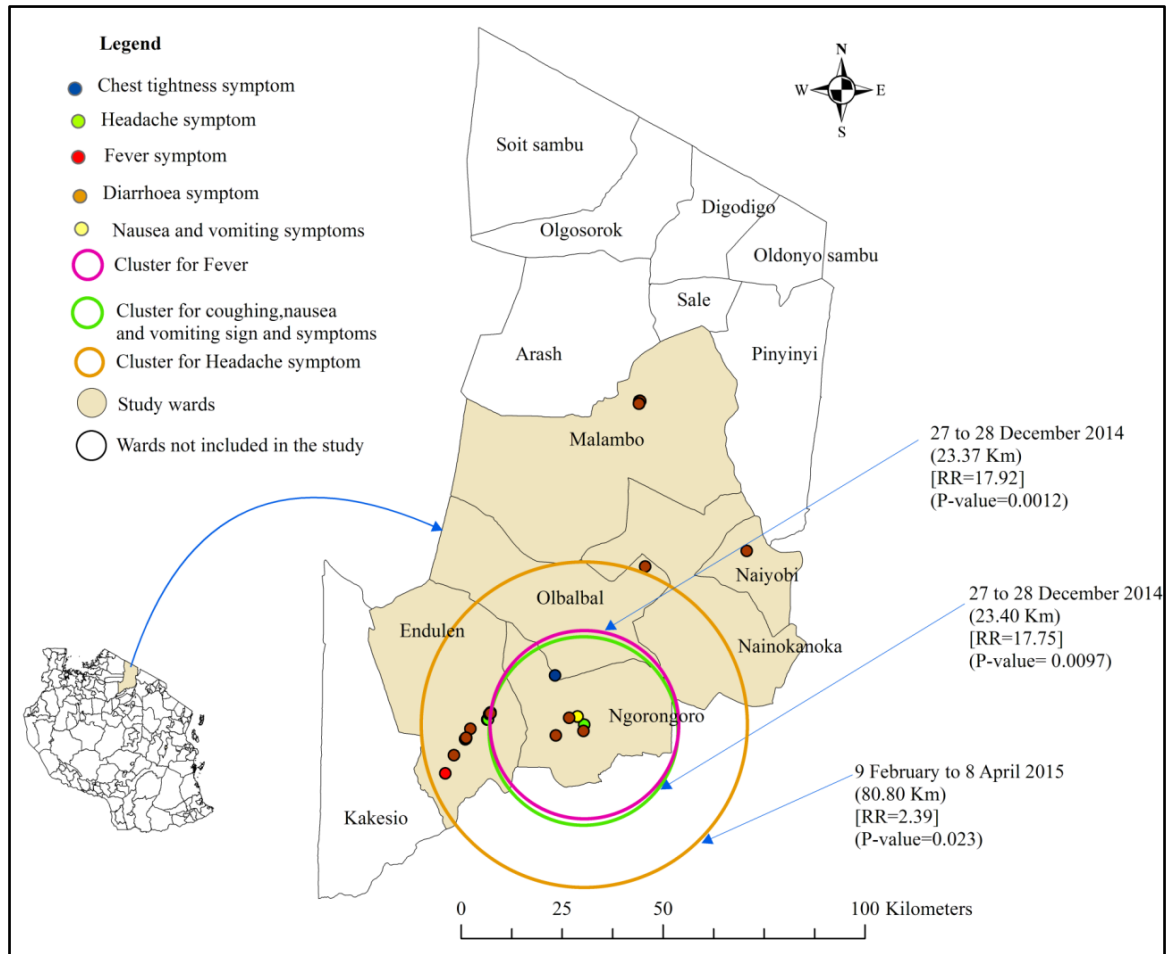 Legend
Chest tightness symptom
Headache symptom
Fever symptom
Diarrhoea symptom
Nausea and vomiting symptoms
Cluster for Fever
Cluster for coughing,nausea
and vomiting sign and symptoms
Cluster for Headache symptom
Study wards
Wards not included in the study
N
W E
S
Soit sambu
Digodigo
Olgosorok
Oldonyo sambu
Sale
Arash
Pinyinyi
Malambo
Naiyobi
Olbalbal
Endulen
Nainokanoka
Ngorongoro
Kakesio
27 to 28 December 2014
(23.37 Km)
[RR=17.92]
(P-value=0.0012)
27 to 28 December 2014
(23.40 Km)
[RR=17.75]
(P-value= 0.0097)
9 February to 8 April 2015
(80.80 Km)
[RR=2.39]
(P-value=0.023)
0 25 50 100 Kilometers